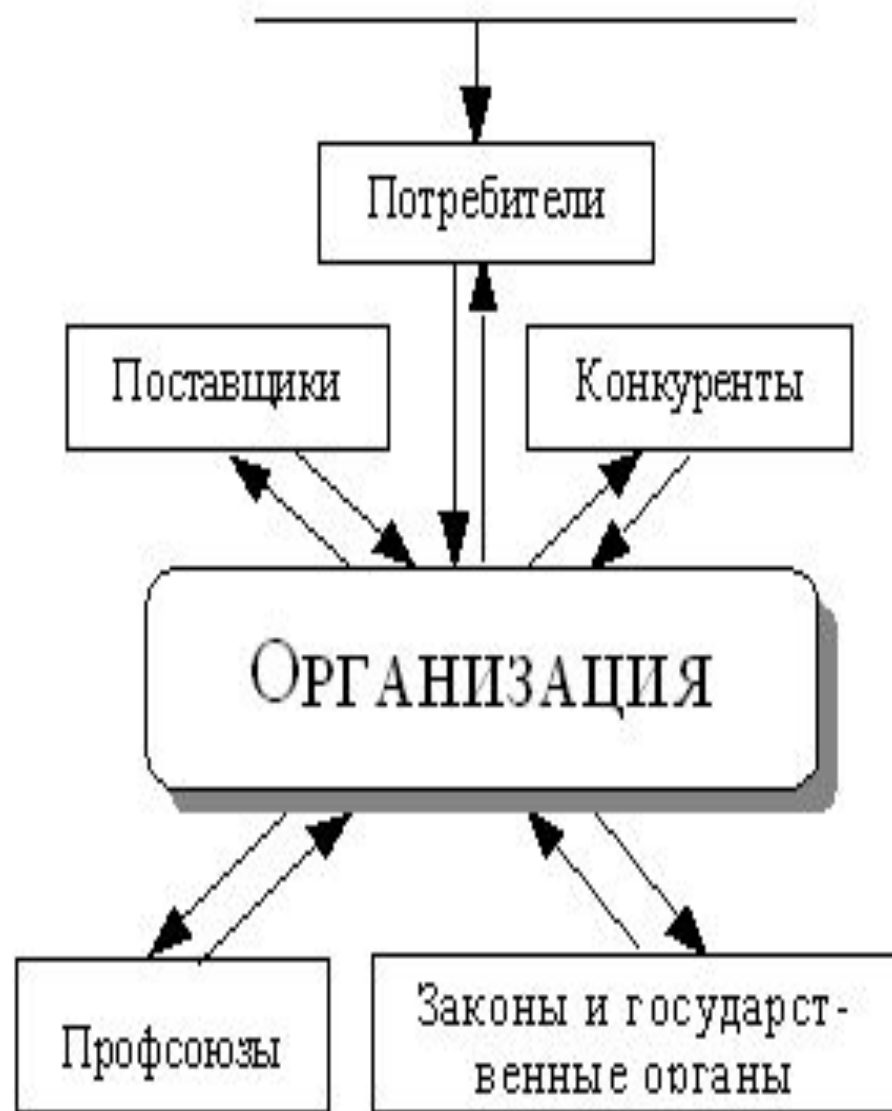 Потребители
Поставщики
Конкуренты
Организация
Профсоюзы
Законы и государст-
венные органы